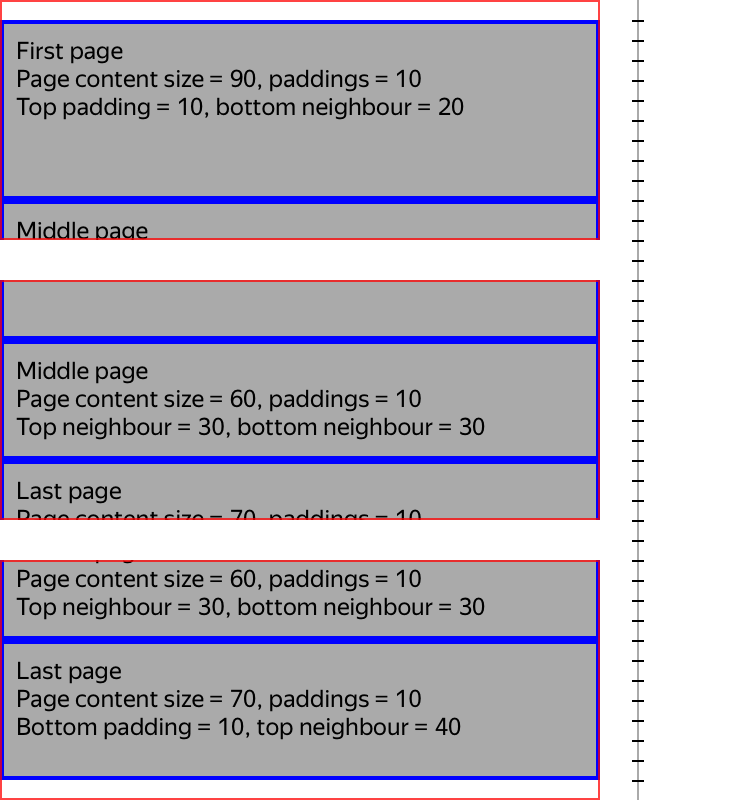 First page
Page content size = 90, paddings = 10
Top padding = 10, bottom neighbour = 20
Middle page
Middle page
Page content size = 60, paddings = 10
Top neighbour = 30, bottom neighbour = 30
Last page
Page content size = 70, paddings = 10
Page content size = 60, paddings = 10
Top neighbour = 30, bottom neighbour = 30
Last page
Page content size = 70, paddings = 10
Bottom padding = 10, top neighbour = 40